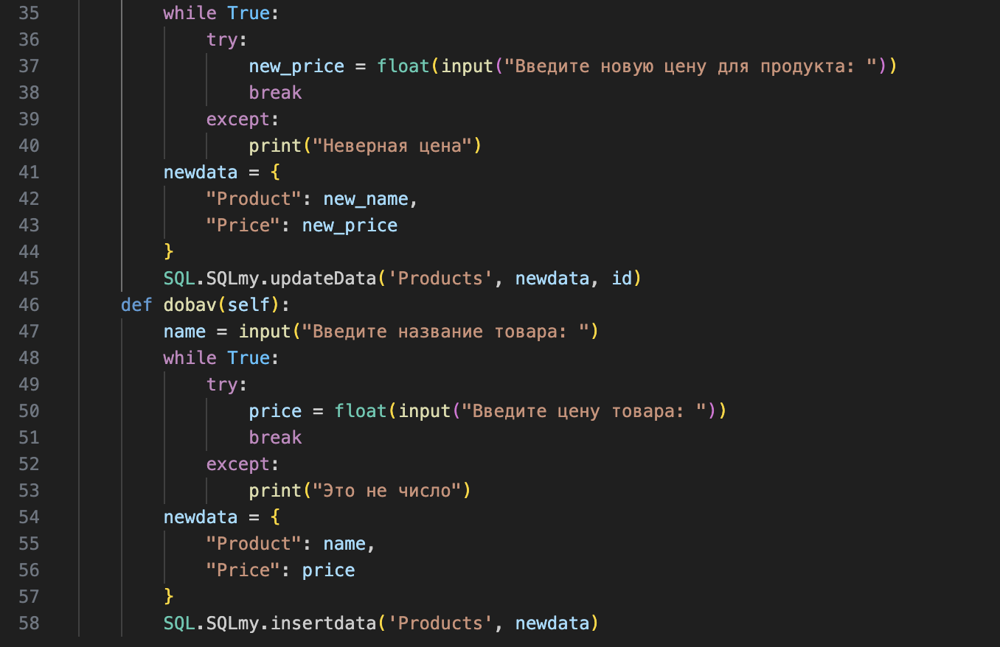 35 while True:
36 try:
37 new_price = float(input("Введите новую цену для продукта: "))
38 break
39 except:
40 print("Неверная цена")
41 newdata = {
42 "Product": new_name,
43 "Price": new_price
44 }
45 SQL.SQLmy.updateData('Products', newdata, id)
46 def dobav(self):
47 name = input("Введите название товара: ")
48 while True:
49 try:
50 price = float(input("Введите цену товара: "))
51 break
52 except:
53 print("Это не число")
54 newdata = {
55 "Product": name,
56 "Price": price
57 }
58 SQL.SQLmy.insertdata('Products', newdata)